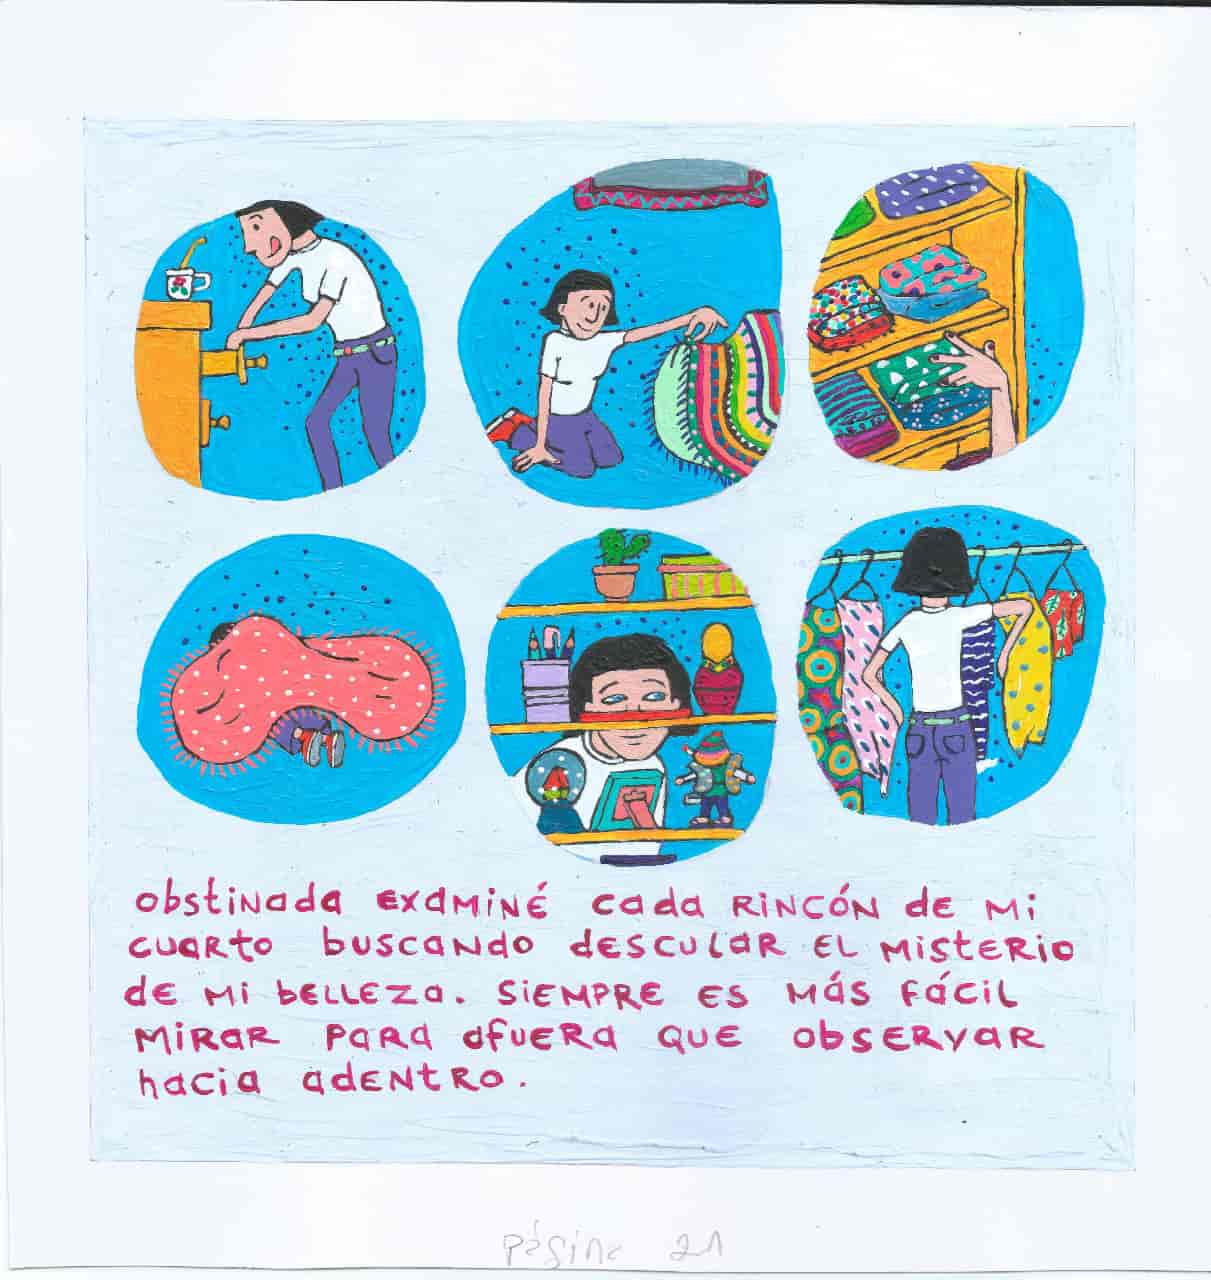 obstinada examiné cada rincón de mi
cuarto buscando descular el misterio
de mi belleza. Siempre es más fácil
mirar para afuera que observar
hacia adentro.
Página 21